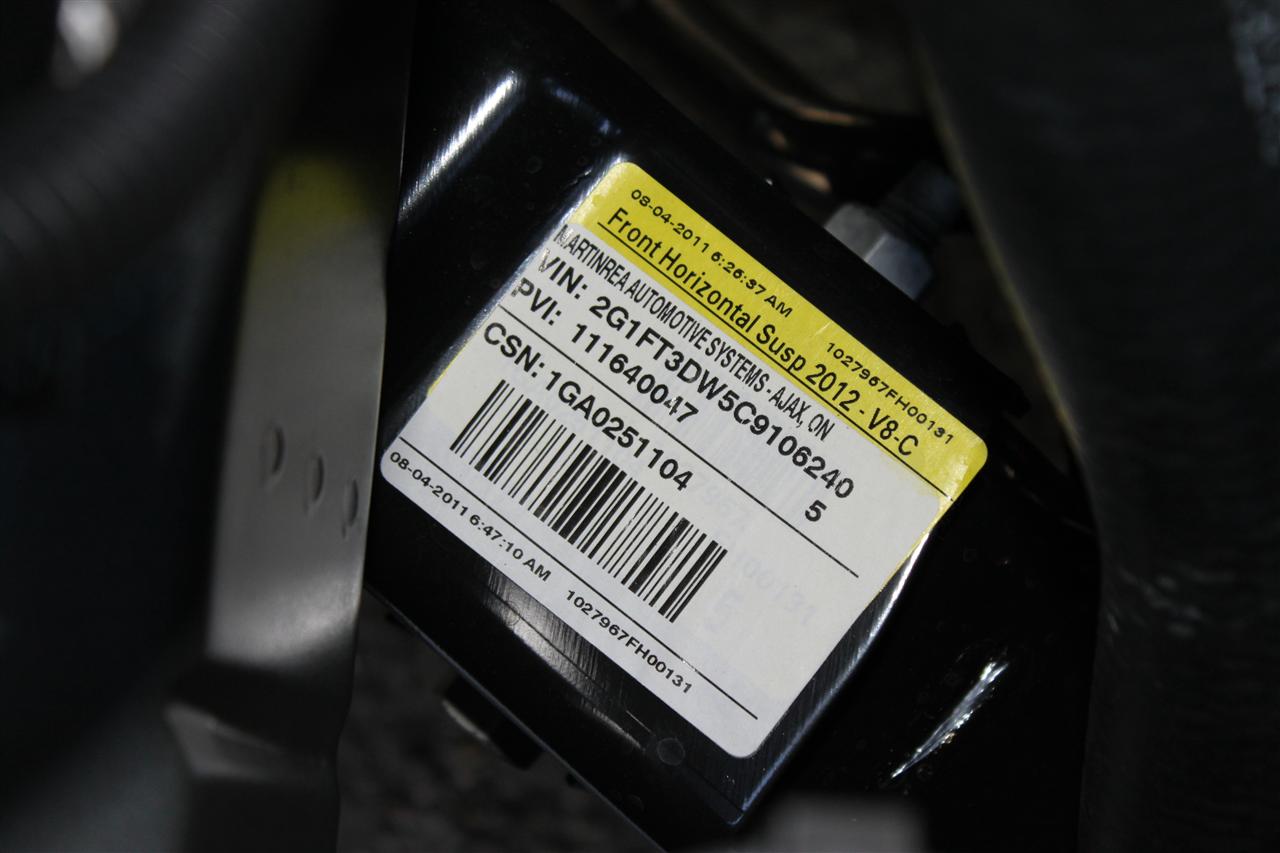 08-04-2011 6:26:37 AM 1027967FH00131
Front Horizontal Susp 2012 - V8-C
MARTINREA AUTOMOTIVE SYSTEMS - AJAX, ON
VIN: 2G1FT3DW5C9106240
PVI: 111640047 5
CSN: 1GA0251104
08-04-2011 6:47:10 AM 1027967FH00131